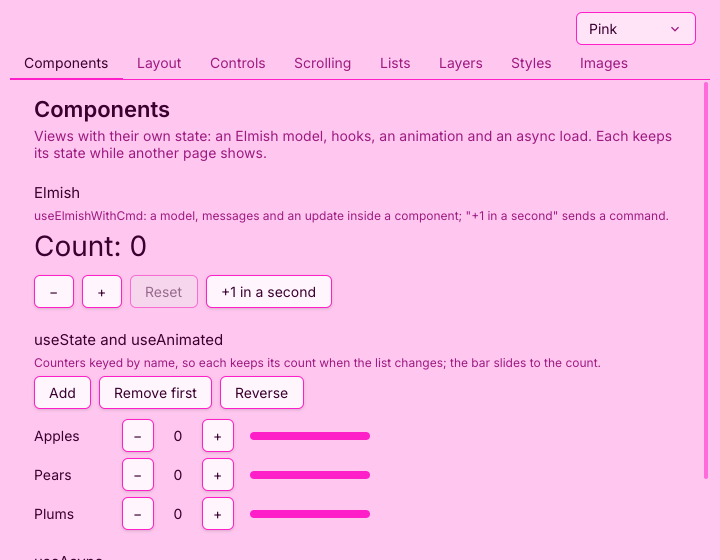 Pink
Components Layout Controls Scrolling Lists Layers Styles Images
Components
Views with their own state: an Elmish model, hooks, an animation and an async load. Each keeps
its state while another page shows.
Elmish
useElmishWithCmd: a model, messages and an update inside a component; "+1 in a second" sends a command.
Count: 0
− + Reset +1 in a second
useState and useAnimated
Counters keyed by name, so each keeps its count when the list changes; the bar slides to the count.
Add Remove first Reverse
Apples − 0 +
Pears − 0 +
Plums − 0 +
useAsync